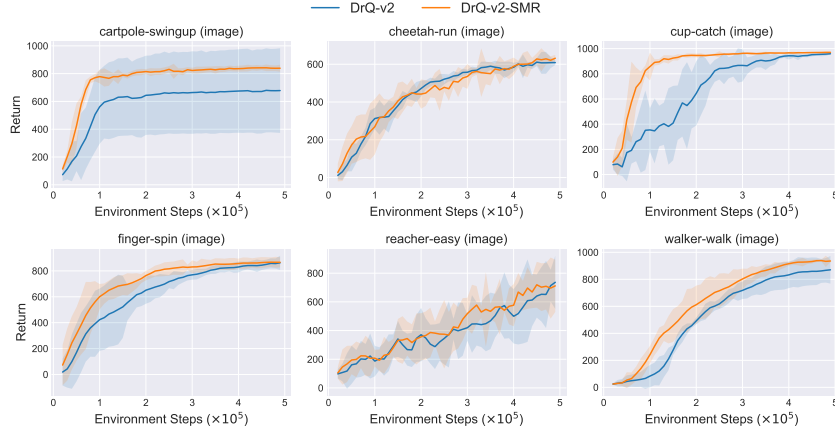 DrQ-v2 DrQ-v2-SMR
cartpole-swingup (image)
cheetah-run (image)
cup-catch (image)
Return
1000
800
600
400
200
0
0 1 2 3 4 5
Environment Steps (×10⁵)
600
400
200
0
0 1 2 3 4 5
Environment Steps (×10⁵)
1000
800
600
400
200
0
0 1 2 3 4 5
Environment Steps (×10⁵)
finger-spin (image)
reacher-easy (image)
walker-walk (image)
Return
800
600
400
200
0
0 1 2 3 4 5
Environment Steps (×10⁵)
800
600
400
200
0
0 1 2 3 4 5
Environment Steps (×10⁵)
1000
800
600
400
200
0
0 1 2 3 4 5
Environment Steps (×10⁵)